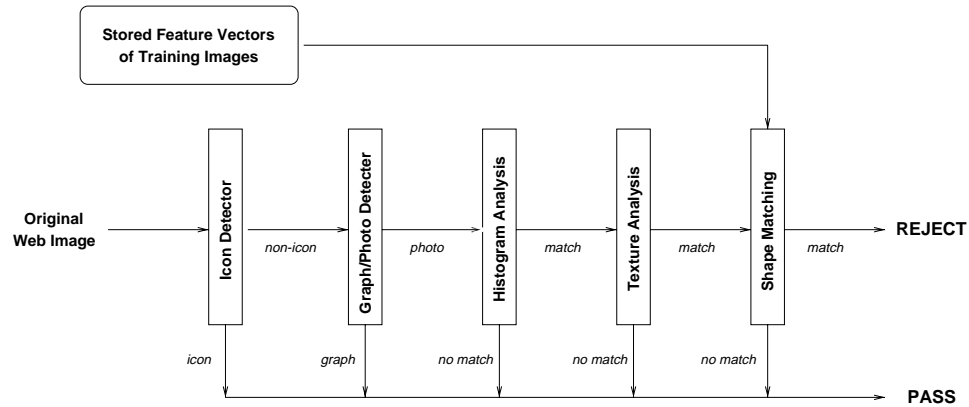 Stored Feature Vectors
of Training Images
Original
Web Image
Icon Detector
non-icon
Graph/Photo Detecter
photo
Histogram Analysis
match
Texture Analysis
match
Shape Matching
match
REJECT
icon
graph
no match
no match
no match
PASS